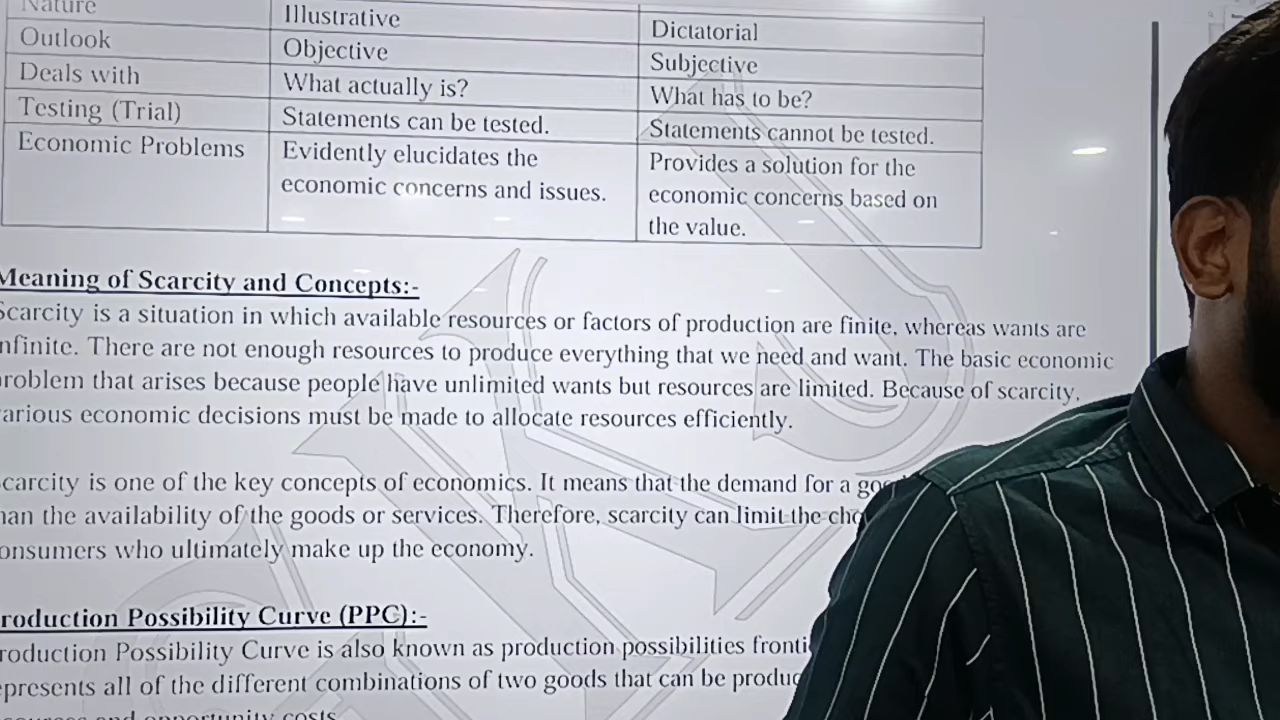 Nature Illustrative Dictatorial
Outlook Objective Subjective
Deals with What actually is? What has to be?
Testing (Trial) Statements can be tested. Statements cannot be tested.
Economic Problems Evidently elucidates the Provides a solution for the
economic concerns and issues. economic concerns based on
the value.
Meaning of Scarcity and Concepts:-
Scarcity is a situation in which available resources or factors of production are finite, whereas wants are
nfinite. There are not enough resources to produce everything that we need and want. The basic economic
roblem that arises because people have unlimited wants but resources are limited. Because of scarcity,
arious economic decisions must be made to allocate resources efficiently.
carcity is one of the key concepts of economics. It means that the demand for a
han the availability of the goods or services. Therefore, scarcity can limit the
onsumers who ultimately make up the economy.
roduction Possibility Curve (PPC):-
roduction Possibility Curve is also known as production possibilities
epresents all of the different combinations of two goods that can be
and opportunity costs